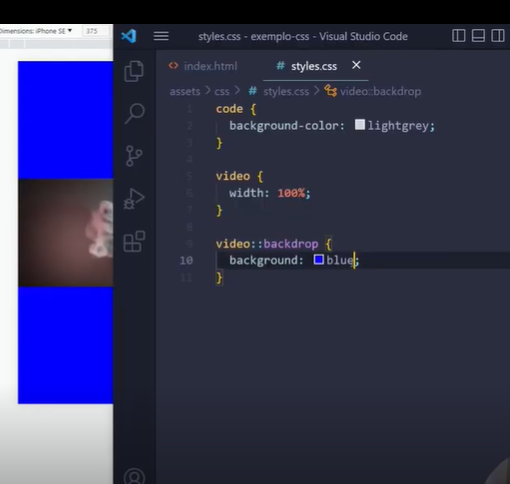 Dimensions: iPhone SE ▼ 375
styles.css - exemplo-css - Visual Studio Code
<> index.html
# styles.css ×
assets > css > # styles.css > video::backdrop
1 code {
2 background-color: lightgrey;
3 }
4
5 video {
6 width: 100%;
7 }
8
9 video::backdrop {
10 background: blue;
11 }